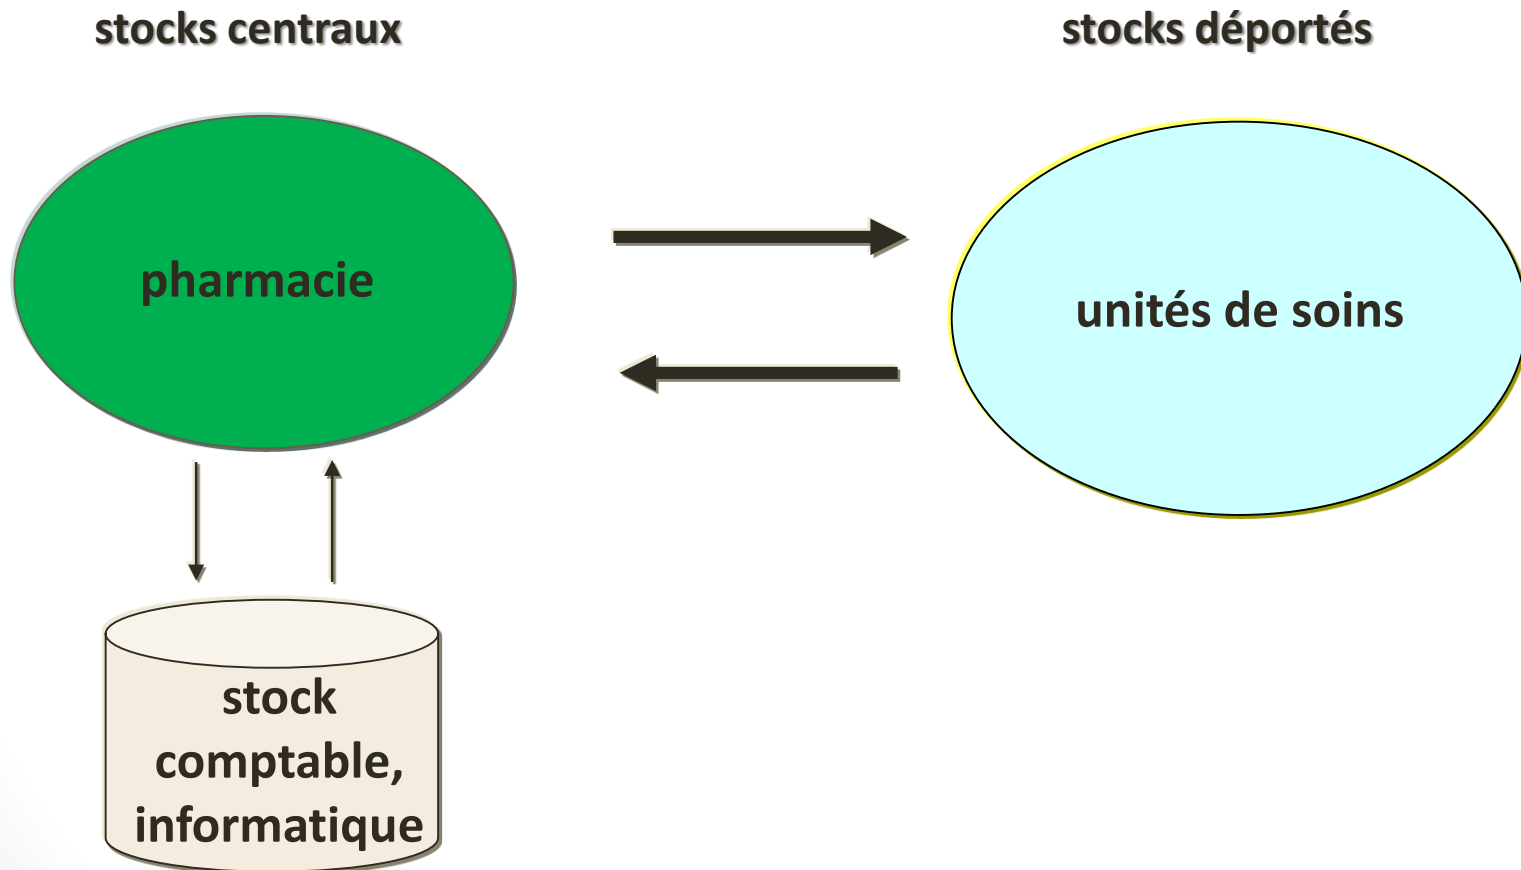 stocks centraux
stocks déportés
pharmacie
unités de soins
stock
comptable,
informatique